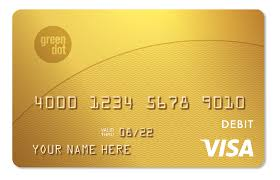 green
dot
4000 1234 5678 9010
VALID
THRU
06/22
DEBIT
YOUR NAME HERE
VISA